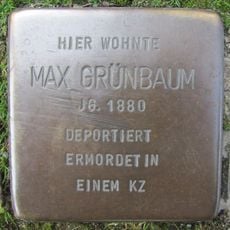 HIER WOHNTE
MAX GRÜNBAUM
JG. 1880
DEPORTIERT
ERMORDET IN
EINEM KZ